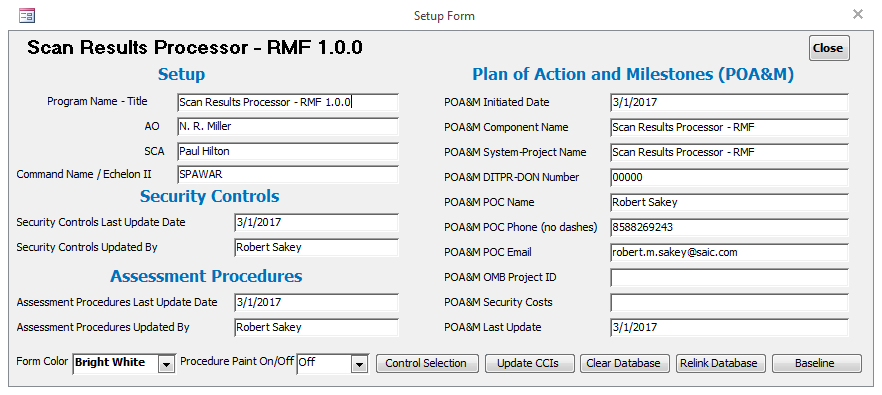 Setup Form
Scan Results Processor - RMF 1.0.0
Close
Setup
Program Name - Title Scan Results Processor - RMF 1.0.0
AO N. R. Miller
SCA Paul Hilton
Command Name / Echelon II SPAWAR
Security Controls
Security Controls Last Update Date 3/1/2017
Security Controls Updated By Robert Sakey
Assessment Procedures
Assessment Procedures Last Update Date 3/1/2017
Assessment Procedures Updated By Robert Sakey
Plan of Action and Milestones (POA&M)
POA&M Initiated Date 3/1/2017
POA&M Component Name Scan Results Processor - RMF
POA&M System-Project Name Scan Results Processor - RMF
POA&M DITPR-DON Number 00000
POA&M POC Name Robert Sakey
POA&M POC Phone (no dashes) 8588269243
POA&M POC Email robert.m.sakey@saic.com
POA&M OMB Project ID
POA&M Security Costs
POA&M Last Update 3/1/2017
Form Color Bright White Procedure Paint On/Off Off Control Selection Update CCIs Clear Database Relink Database Baseline